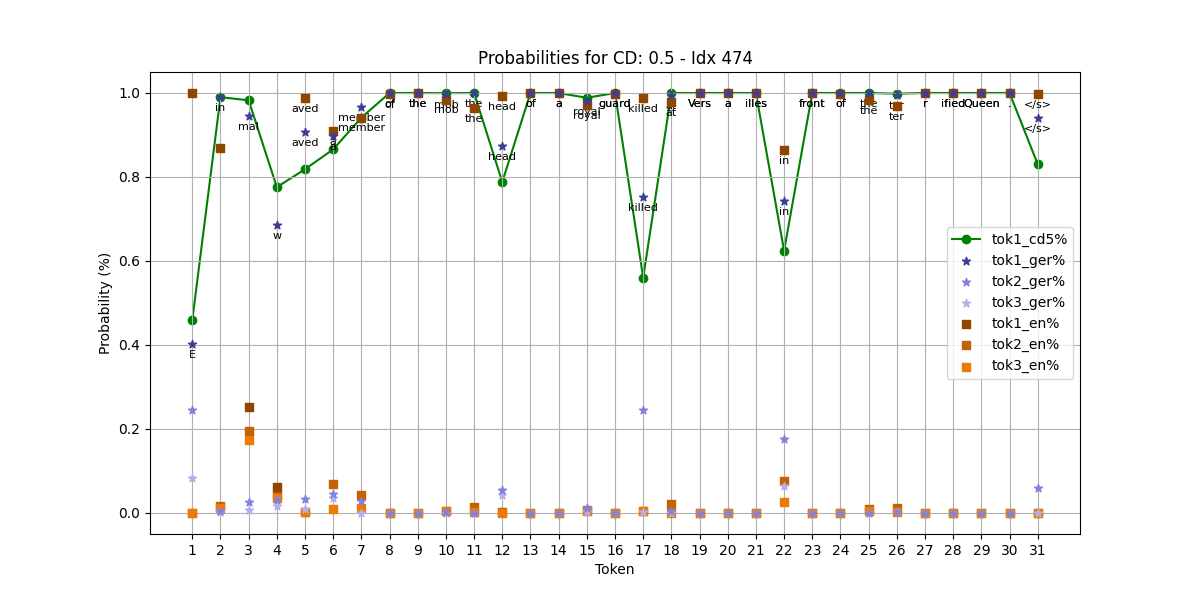 Probabilities for CD: 0.5 - Idx 474
Probability (%)
1.0
0.8
0.6
0.4
0.2
0.0
E
in
mal
w
aved
aved
a
member
member
of
the
mob
mob
the
the
head
head
of
a
royal
royal
guard
killed
killed
at
Vers
a
illes
in
in
front
of
the
the
ter
r
ified
Queen
.
</s>
</s>
tok1_cd5%
tok1_ger%
tok2_ger%
tok3_ger%
tok1_en%
tok2_en%
tok3_en%
1 2 3 4 5 6 7 8 9 10 11 12 13 14 15 16 17 18 19 20 21 22 23 24 25 26 27 28 29 30 31
Token